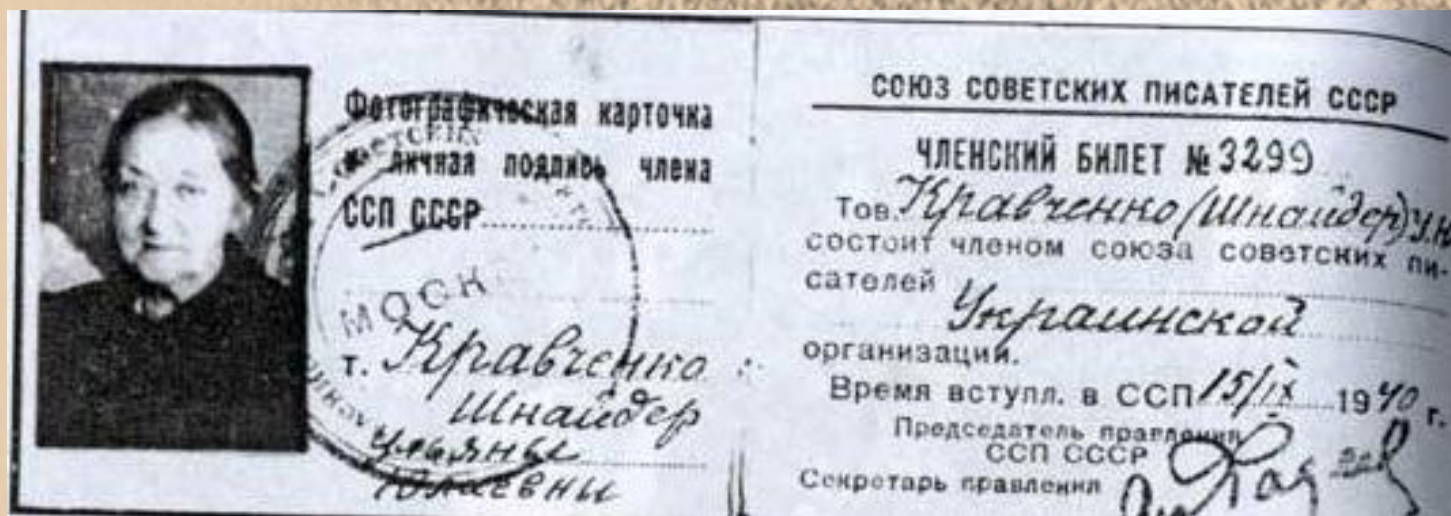 Фотографическая карточка
и личная подпись члена
ССП СССР
МОСК
т. Кравченко
Шнайдер
Ульяны
Юлаевны
СОЮЗ СОВЕТСКИХ ПИСАТЕЛЕЙ СССР
ЧЛЕНСКИЙ БИЛЕТ № 3299
Тов. Кравченко (Шнайдер) У.Ю
состоит членом союза советских пи-
сателей
Украинской
организации.
Время вступл. в ССП 15/IX 1940 г.
Председатель правления
ССП СССР
Секретарь правления